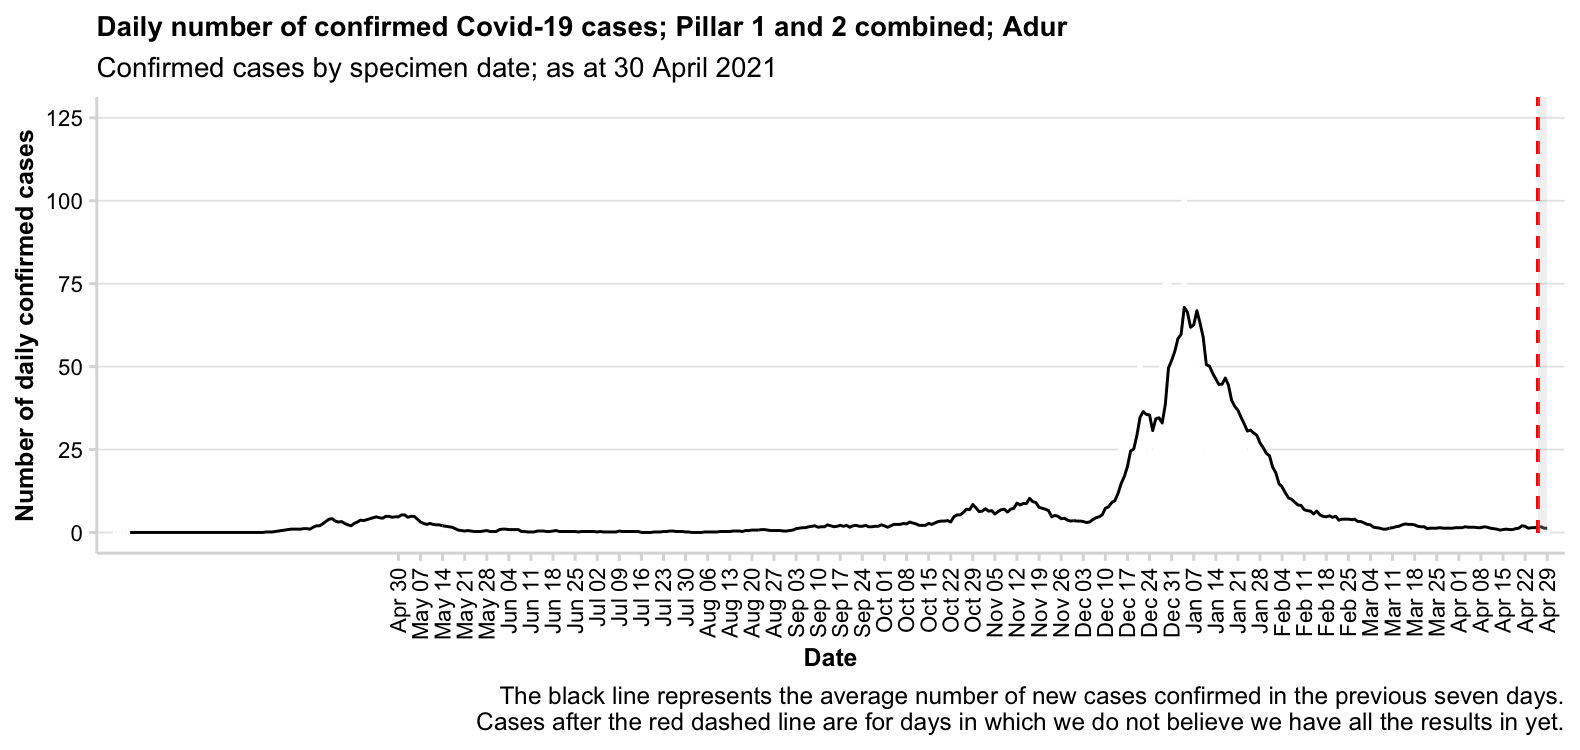 Daily number of confirmed Covid-19 cases; Pillar 1 and 2 combined; Adur
Confirmed cases by specimen date; as at 30 April 2021
Number of daily confirmed cases
125
100
75
50
25
0
Apr 30
May 07
May 14
May 21
May 28
Jun 04
Jun 11
Jun 18
Jun 25
Jul 02
Jul 09
Jul 16
Jul 23
Jul 30
Aug 06
Aug 13
Aug 20
Aug 27
Sep 03
Sep 10
Sep 17
Sep 24
Oct 01
Oct 08
Oct 15
Oct 22
Oct 29
Nov 05
Nov 12
Nov 19
Nov 26
Dec 03
Dec 10
Dec 17
Dec 24
Dec 31
Jan 07
Jan 14
Jan 21
Jan 28
Feb 04
Feb 11
Feb 18
Feb 25
Mar 04
Mar 11
Mar 18
Mar 25
Apr 01
Apr 08
Apr 15
Apr 22
Apr 29
Date
The black line represents the average number of new cases confirmed in the previous seven days.
Cases after the red dashed line are for days in which we do not believe we have all the results in yet.